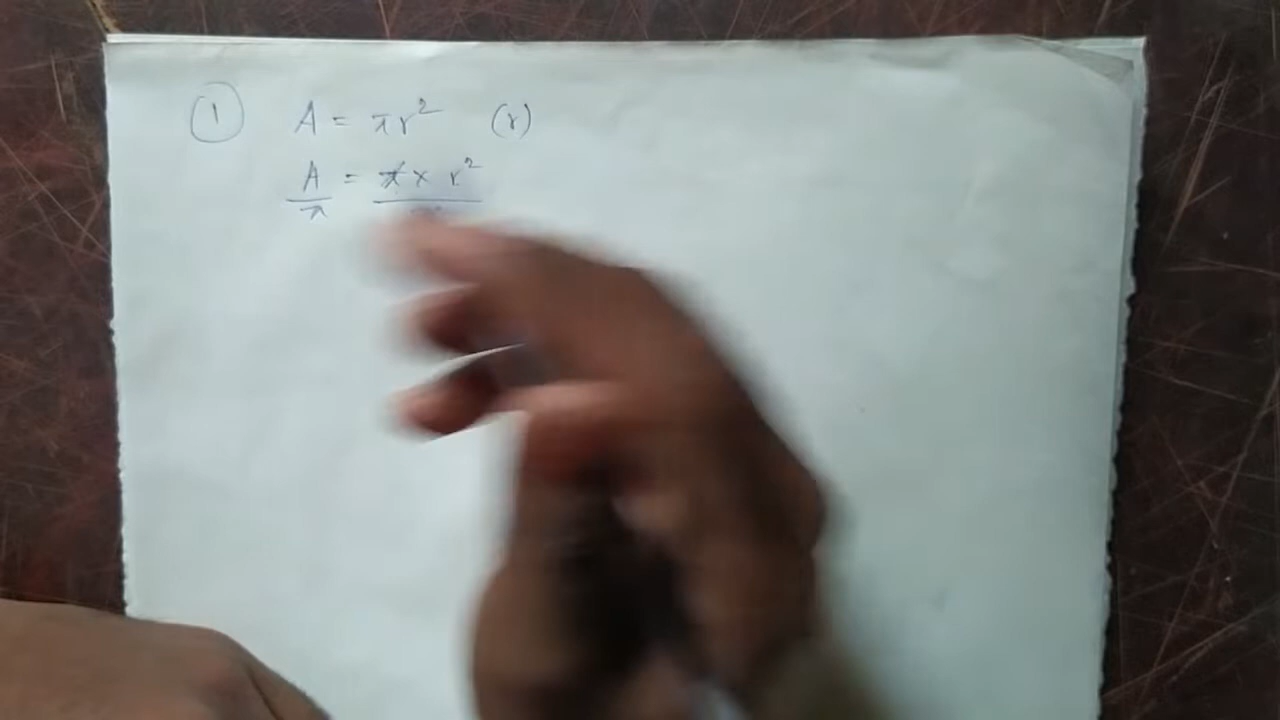 ① A = πr² (r)
A/π = π × r²/π